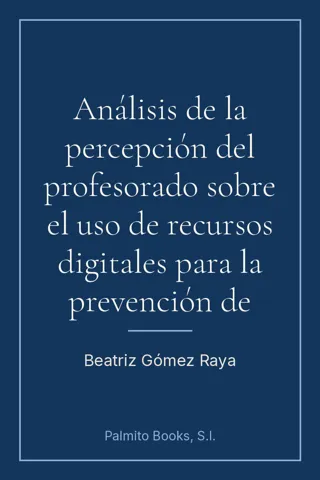 Análisis de la
percepción del
profesorado sobre
el uso de recursos
digitales para la
prevención de
Beatriz Gómez Raya
Palmito Books, S.l.